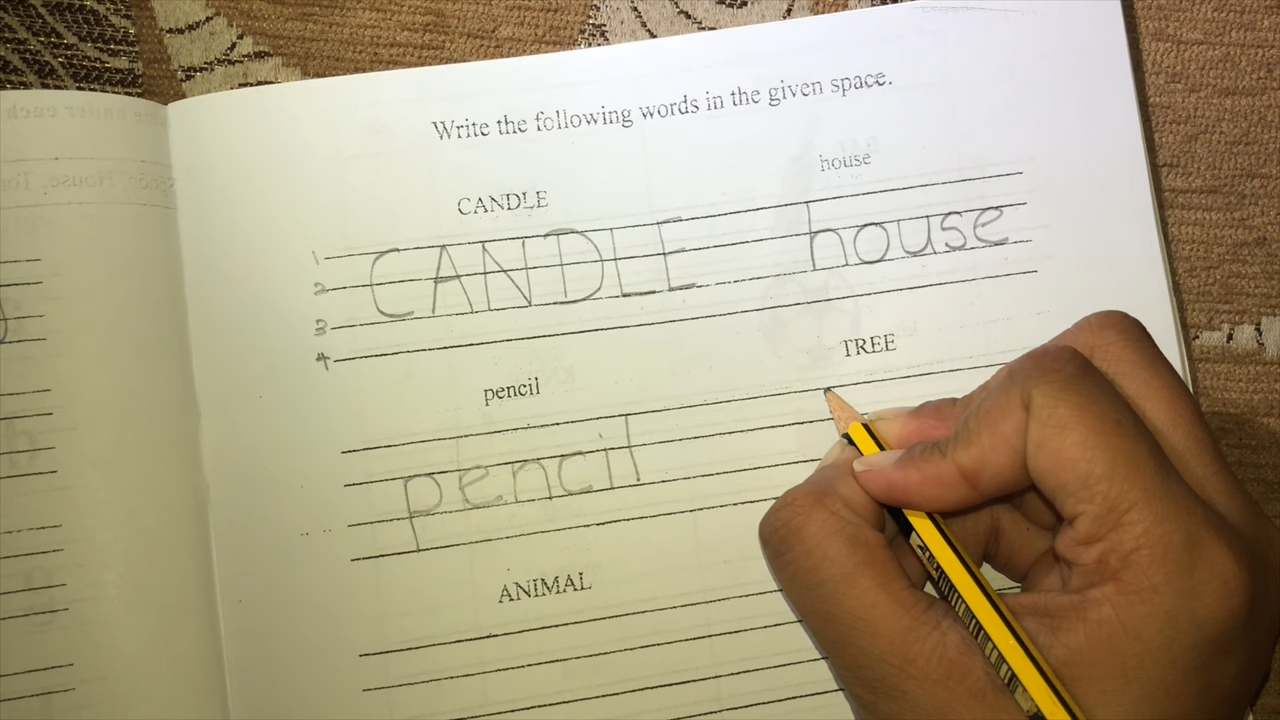 Write the following words in the given space.
CANDLE house
1
2
3
4
CANDLE house
pencil TREE
pencil
ANIMAL